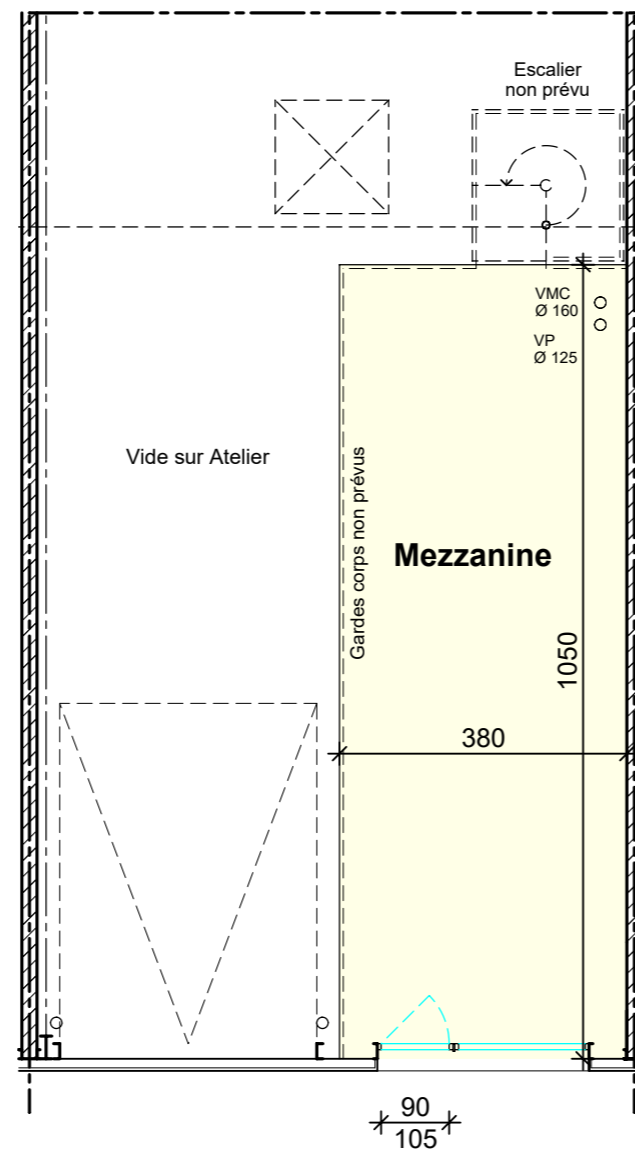 Escalier
non prévu
VMC
Ø 160
VP
Ø 125
Vide sur Atelier
Gardes corps non prévus
Mezzanine
1050
380
90
105